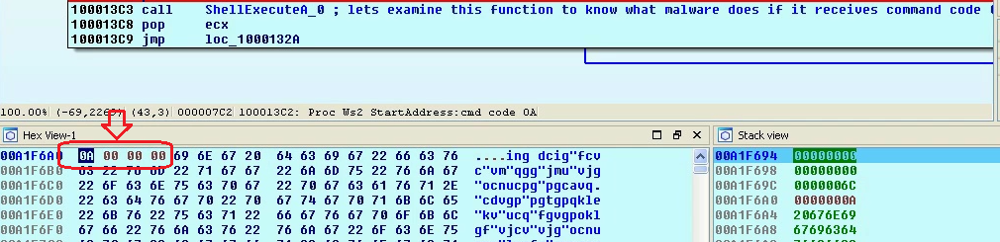 100013C3 call ShellExecuteA_0 ; lets examine this function to know what malware does if it receives command code
100013C8 pop ecx
100013C9 jmp loc_1000132A
100.00% (-69,2269) (43,3) 000007C2 100013C2: Proc Ws2 StartAddress:cmd code 0A
Hex View-1
00A1F6A0 0A 00 00 00 69 6E 67 20 64 63 69 67 22 66 63 76 ....ing dcig"fcv
00A1F6B0 63 22 76 6D 22 71 67 67 22 6A 6D 75 22 76 6A 67 c"vm"qgg"jmu"vjg
00A1F6C0 22 6F 63 6E 75 63 70 67 22 70 67 63 61 76 71 2E "ocnucpg"pgcavq.
00A1F6D0 22 63 64 76 67 70 22 70 67 74 67 70 71 6B 6C 65 "cdvgp"pgtgpqkle
00A1F6E0 22 6B 76 22 75 63 71 22 66 67 76 67 70 6F 6B 6C "kv"ucq"fgvgpokl
00A1F6F0 67 66 22 76 6A 63 76 22 76 6A 67 22 6F 63 6E 75 gf"vjcv"vjg"ocnu
Stack view
00A1F694 00000000
00A1F698 00000000
00A1F69C 0000006C
00A1F6A0 0000000A
00A1F6A4 20676E69
00A1F6A8 67696364